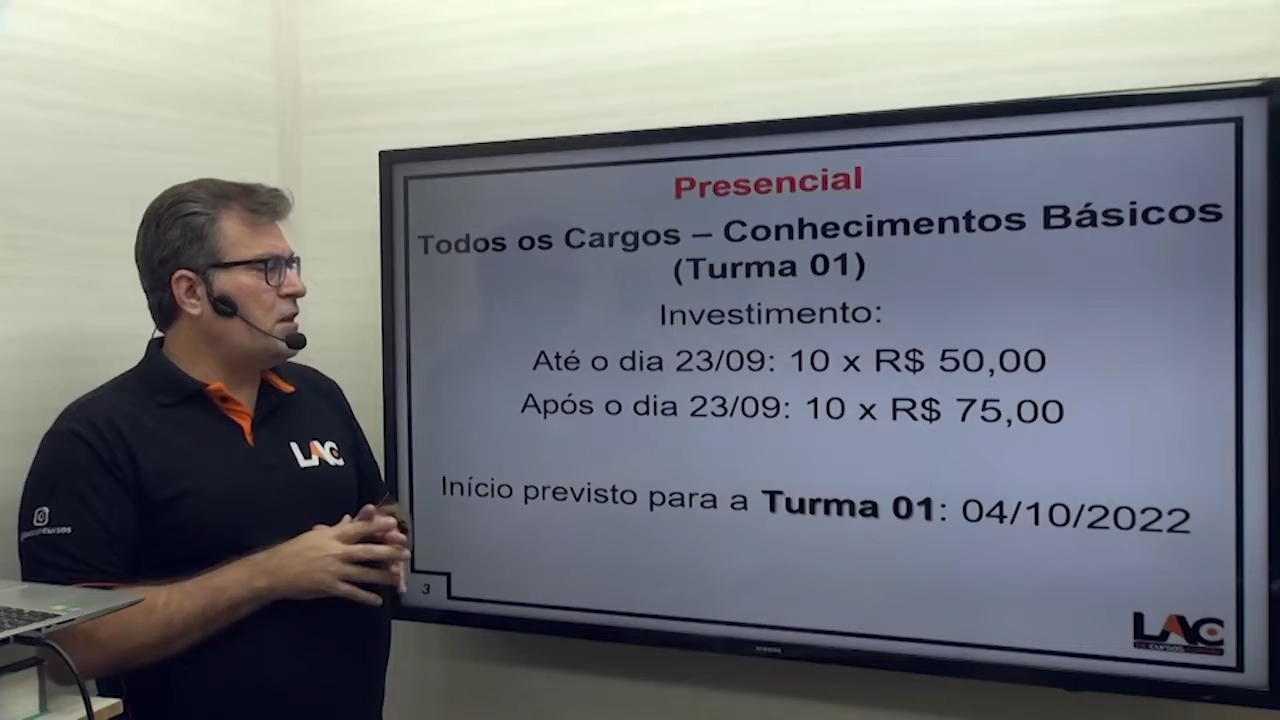 Presencial
Todos os Cargos – Conhecimentos Básicos
(Turma 01)
Investimento:
Até o dia 23/09: 10 x R$ 50,00
Após o dia 23/09: 10 x R$ 75,00
Início previsto para a Turma 01: 04/10/2022
3
LAC
LAC
SAMSUNG